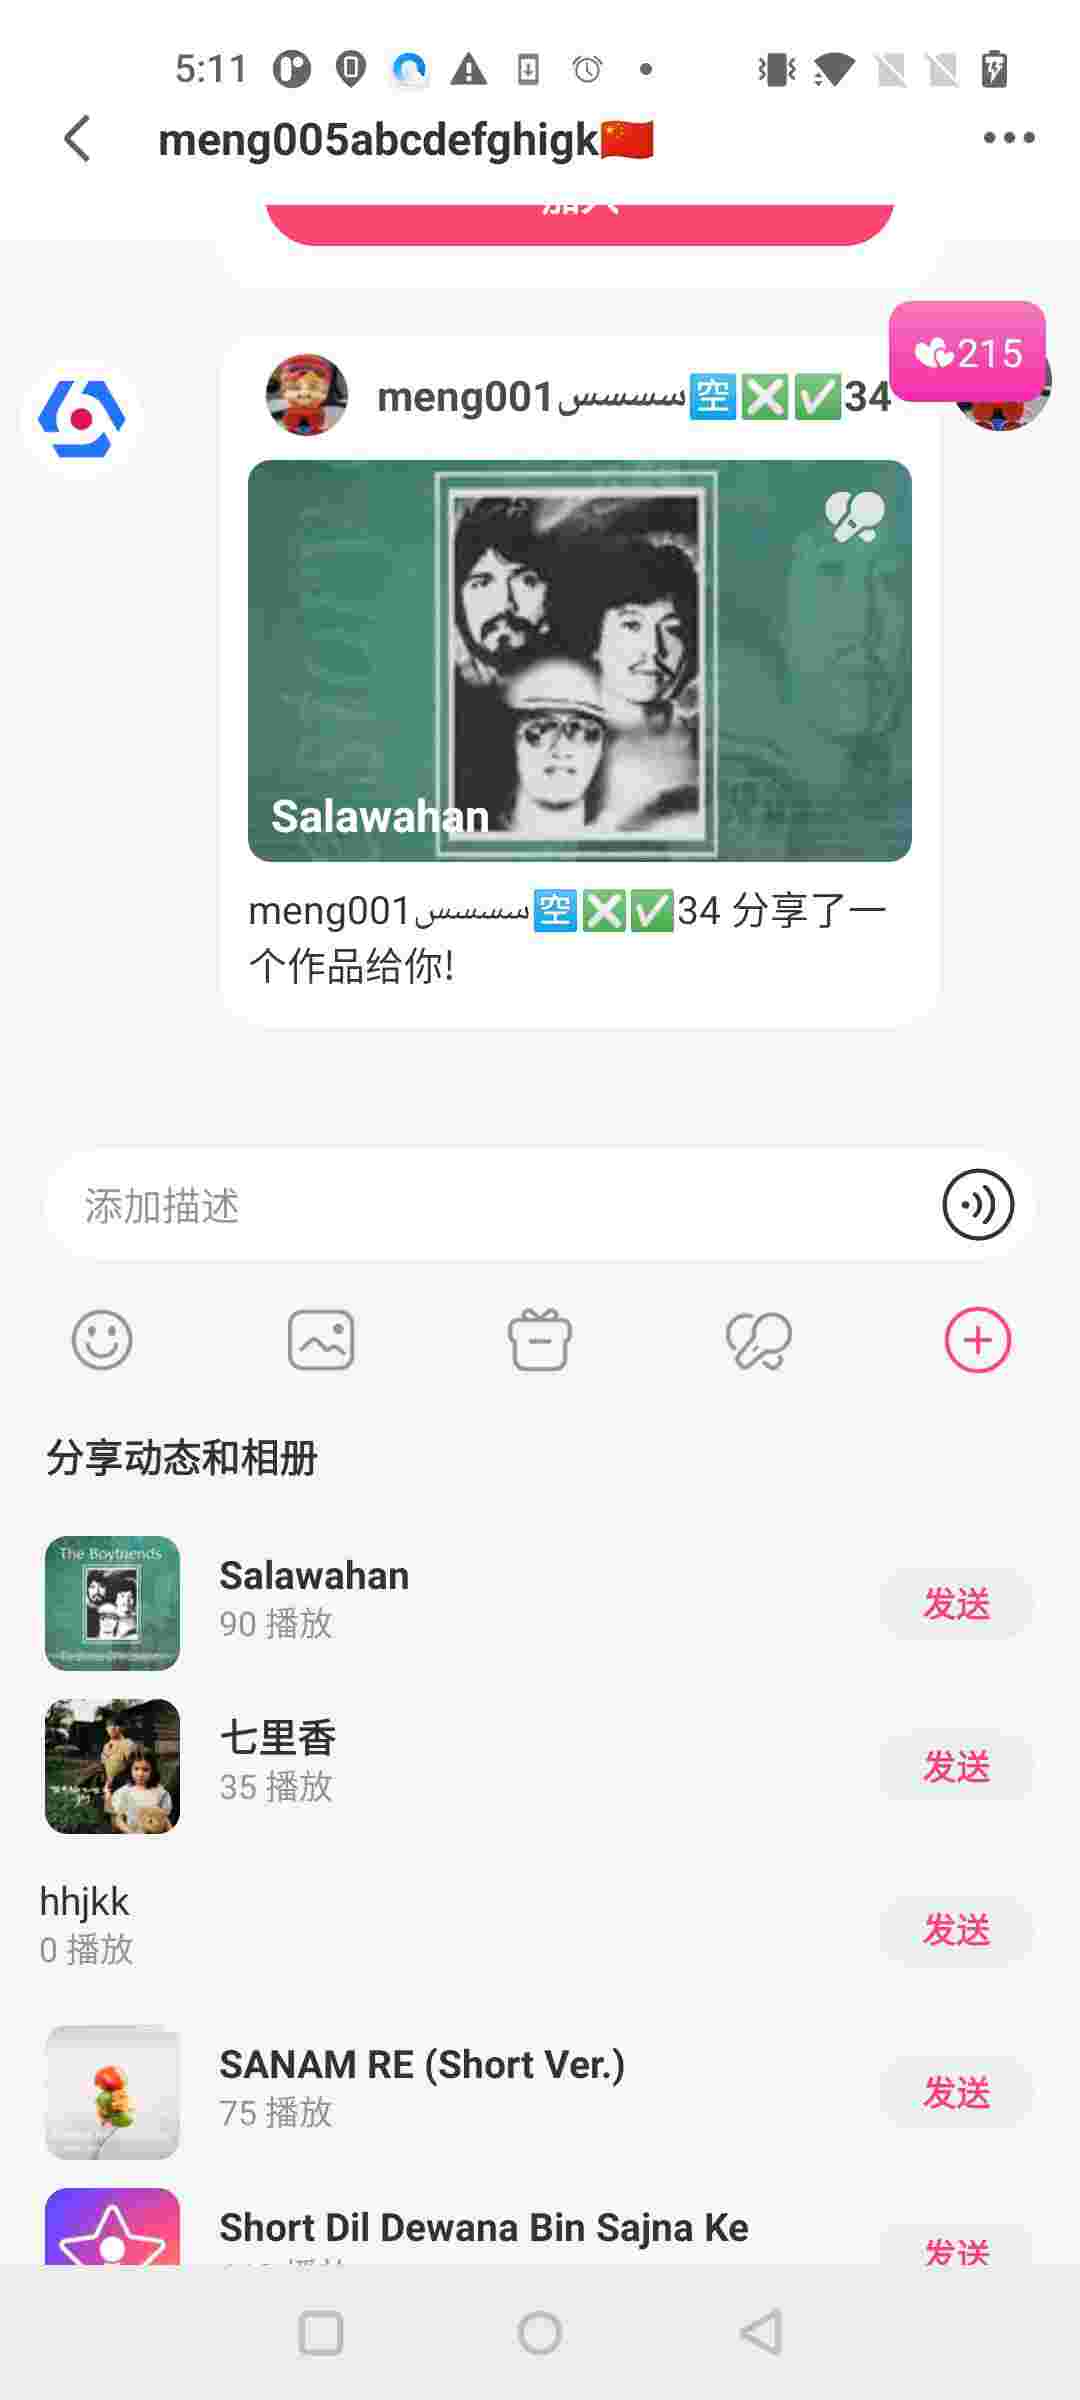 5:11
meng005abcdefghigk🇨🇳
加入
215
meng001سسسس🈳❎✅34
Salawahan
meng001سسسس🈳❎✅34 分享了一
个作品给你!
添加描述
分享动态和相册
The Boyfriends
Salawahan
90 播放
发送
七里香
35 播放
发送
hhjkk
0 播放
发送
SANAM RE (Short Ver.)
75 播放
发送
Short Dil Dewana Bin Sajna Ke
发送